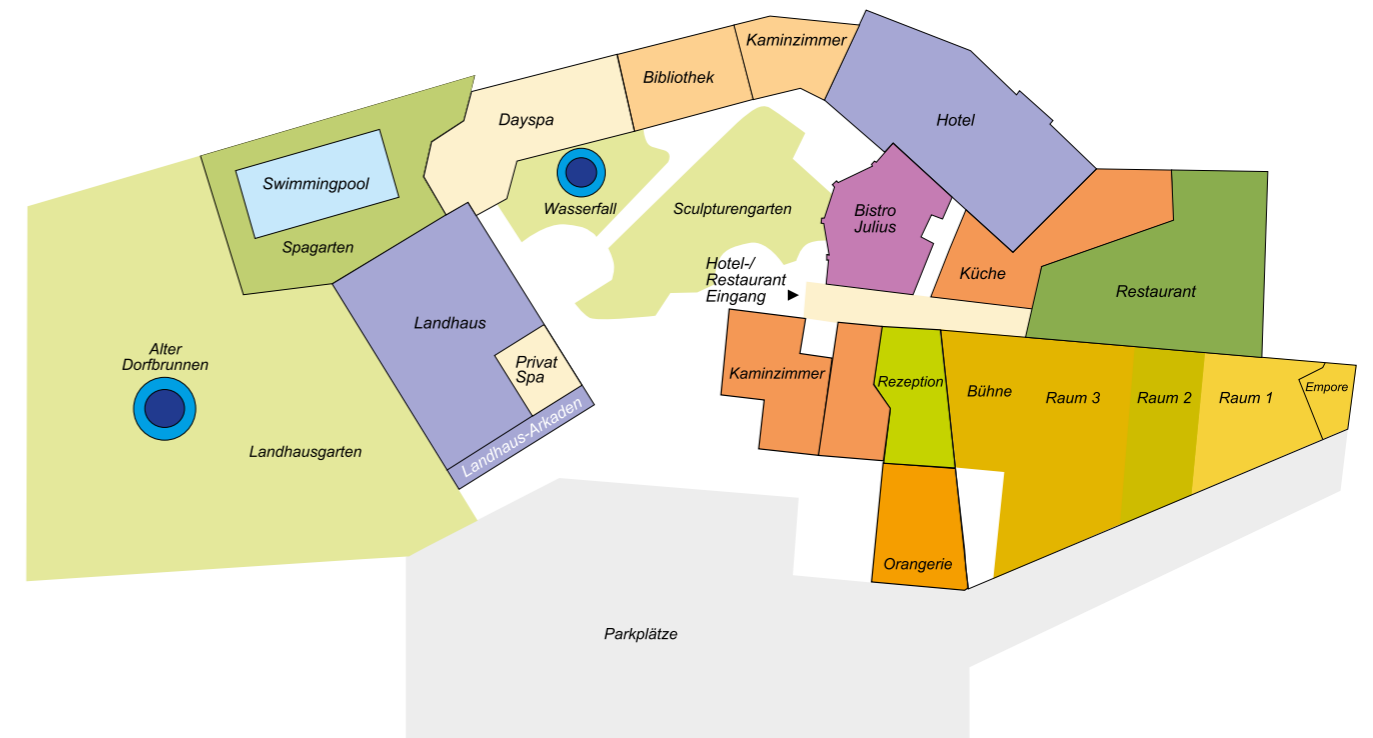 Kaminzimmer
Bibliothek
Dayspa
Hotel
Swimmingpool
Wasserfall
Sculpturengarten
Bistro
Julius
Spagarten
Hotel-/
Restaurant
Eingang
Küche
Restaurant
Landhaus
Alter
Dorfbrunnen
Privat
Spa
Kaminzimmer
Rezeption
Bühne
Raum 3
Raum 2
Raum 1
Empore
Landhaus-Arkaden
Landhausgarten
Orangerie
Parkplätze